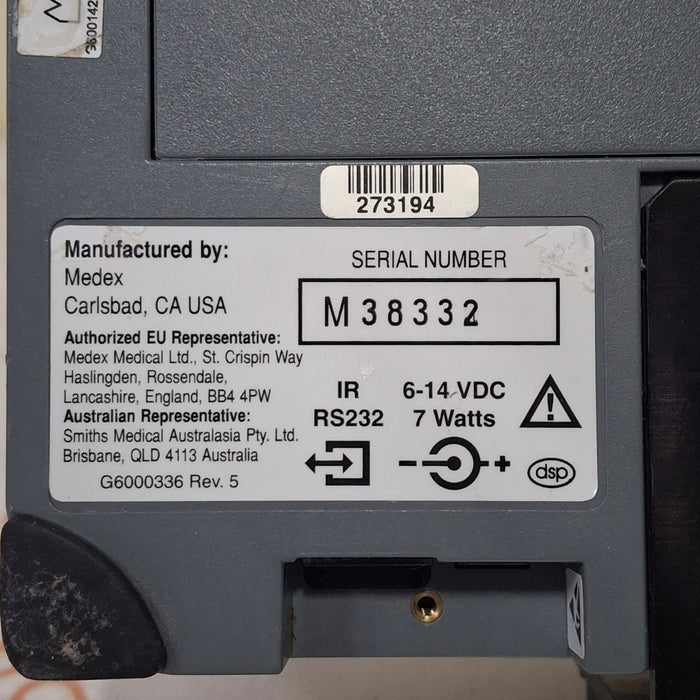 G600142
273194
Manufactured by:
Medex
Carlsbad, CA USA
Authorized EU Representative:
Medex Medical Ltd., St. Crispin Way
Haslingden, Rossendale,
Lancashire, England, BB4 4PW
Australian Representative:
Smiths Medical Australasia Pty. Ltd.
Brisbane, QLD 4113 Australia
G6000336 Rev. 5
SERIAL NUMBER
M38332
IR
RS232
6-14 VDC
7 Watts
dsp